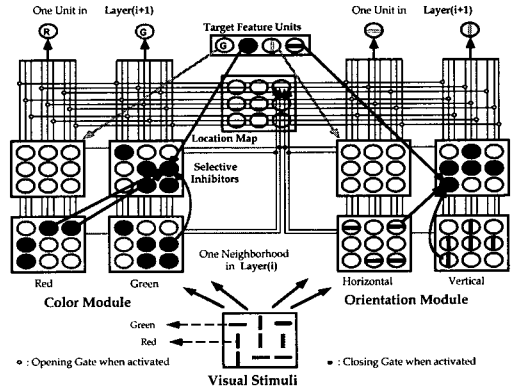 One Unit in Layer(i+1)
Target Feature Units
One Unit in Layer(i+1)
R
G
G
Location Map
Selective
Inhibitors
One Neighborhood
in Layer(i)
Red
Green
Horizontal
Vertical
Color Module
Orientation Module
Green
Red
: Opening Gate when activated
: Closing Gate when activated
Visual Stimuli